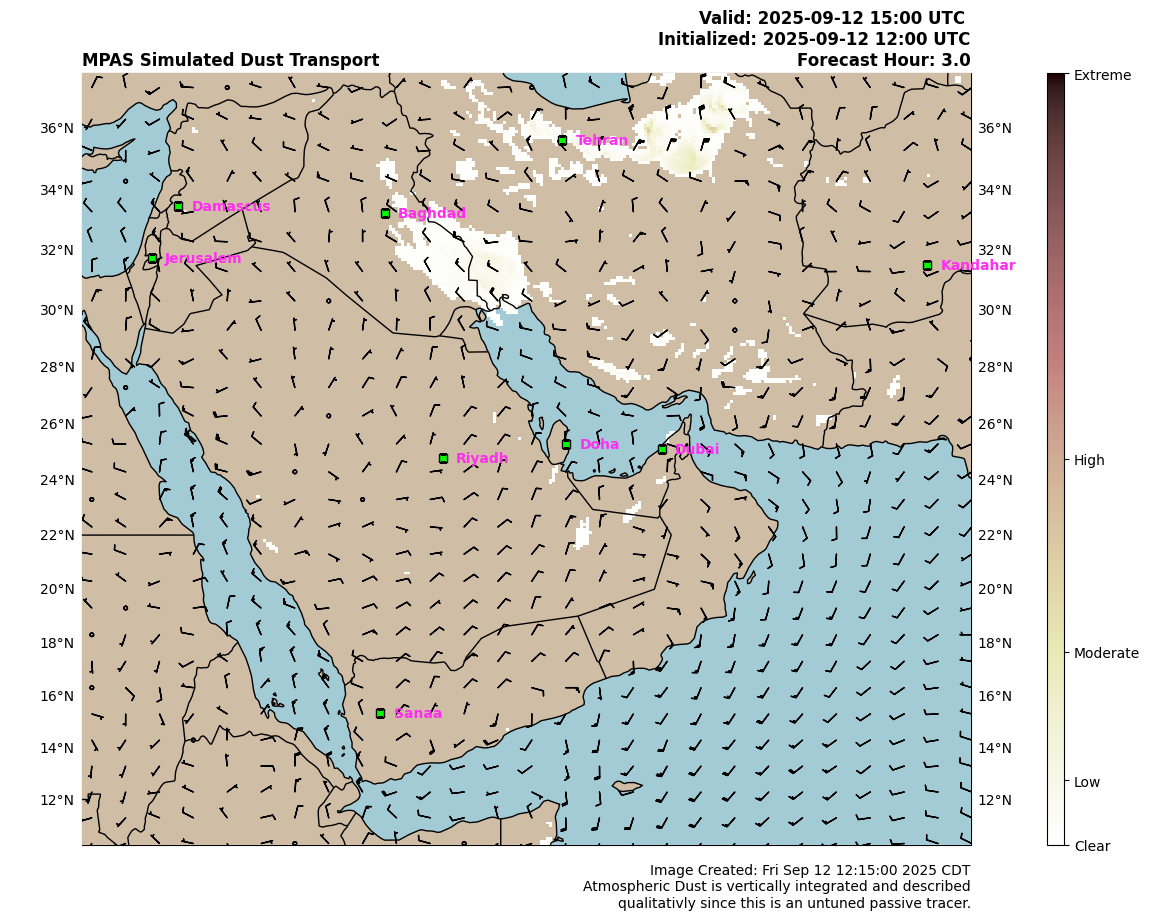 Valid: 2025-09-12 15:00 UTC
Initialized: 2025-09-12 12:00 UTC
MPAS Simulated Dust Transport
Forecast Hour: 3.0
Extreme
36°N
Tehran
36°N
34°N
34°N
Damascus
Baghdad
32°N
32°N
Jerusalem
Kandahar
30°N
30°N
28°N
28°N
26°N
26°N
Doha
Dubai
Riyadh
High
24°N
24°N
22°N
22°N
20°N
20°N
18°N
18°N
Moderate
16°N
16°N
Sanaa
14°N
14°N
Low
12°N
12°N
Clear
Image Created: Fri Sep 12 12:15:00 2025 CDT
Atmospheric Dust is vertically integrated and described
qualitativly since this is an untuned passive tracer.